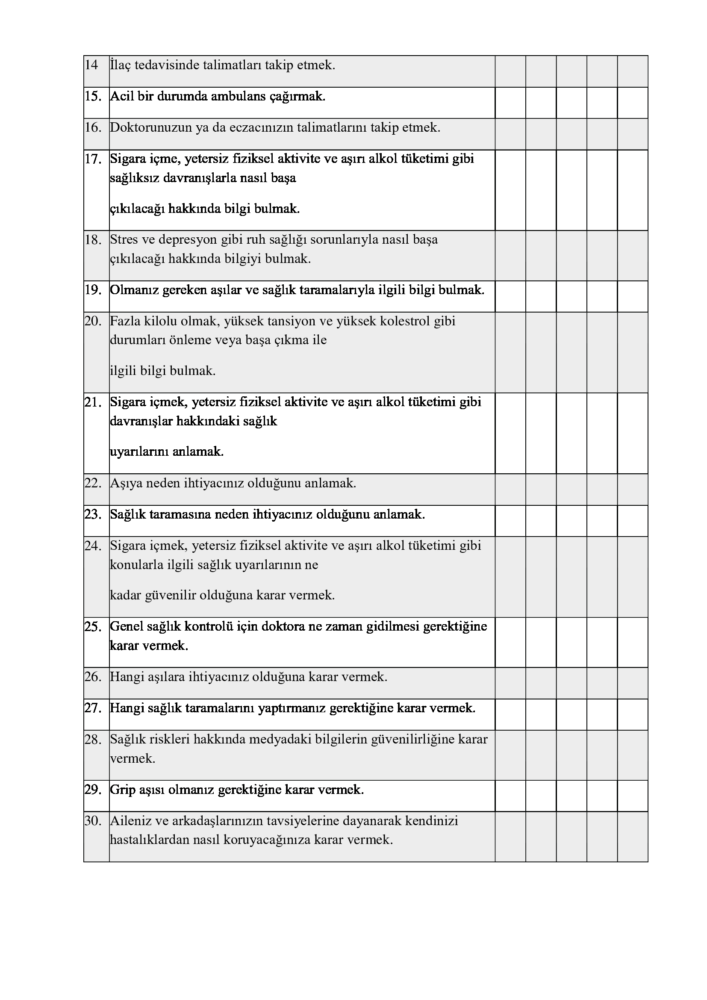 14 İlaç tedavisinde talimatları takip etmek.
15. Acil bir durumda ambulans çağırmak.
16. Doktorunuzun ya da eczacınızın talimatlarını takip etmek.
17. Sigara içme, yetersiz fiziksel aktivite ve aşırı alkol tüketimi gibi
sağlıksız davranışlarla nasıl başa
çıkılacağı hakkında bilgi bulmak.
18. Stres ve depresyon gibi ruh sağlığı sorunlarıyla nasıl başa
çıkılacağı hakkında bilgiyi bulmak.
19. Olmanız gereken aşılar ve sağlık taramalarıyla ilgili bilgi bulmak.
20. Fazla kilolu olmak, yüksek tansiyon ve yüksek kolestrol gibi
durumları önleme veya başa çıkma ile
ilgili bilgi bulmak.
21. Sigara içmek, yetersiz fiziksel aktivite ve aşırı alkol tüketimi gibi
davranışlar hakkındaki sağlık
uyarılarını anlamak.
22. Aşıya neden ihtiyacınız olduğunu anlamak.
23. Sağlık taramasına neden ihtiyacınız olduğunu anlamak.
24. Sigara içmek, yetersiz fiziksel aktivite ve aşırı alkol tüketimi gibi
konularla ilgili sağlık uyarılarının ne
kadar güvenilir olduğuna karar vermek.
25. Genel sağlık kontrolü için doktora ne zaman gidilmesi gerektiğine
karar vermek.
26. Hangi aşılara ihtiyacınız olduğuna karar vermek.
27. Hangi sağlık taramalarını yaptırmanız gerektiğine karar vermek.
28. Sağlık riskleri hakkında medyadaki bilgilerin güvenilirliğine karar
vermek.
29. Grip aşısı olmanız gerektiğine karar vermek.
30. Aileniz ve arkadaşlarınızın tavsiyelerine dayanarak kendinizi
hastalıklardan nasıl koruyacağınıza karar vermek.